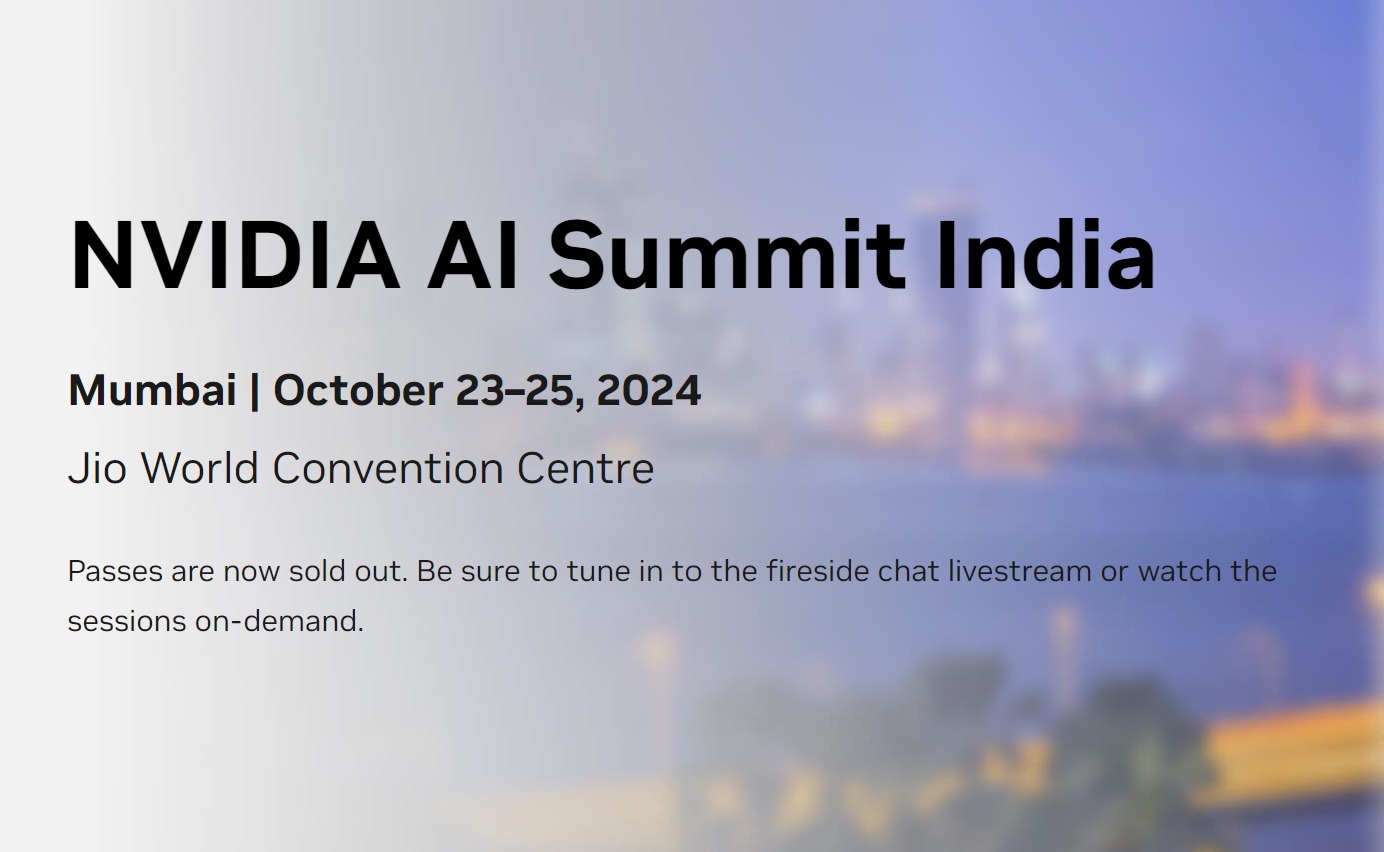 NVIDIA AI Summit India
Mumbai | October 23–25, 2024
Jio World Convention Centre
Passes are now sold out. Be sure to tune in to the fireside chat livestream or watch the
sessions on-demand.